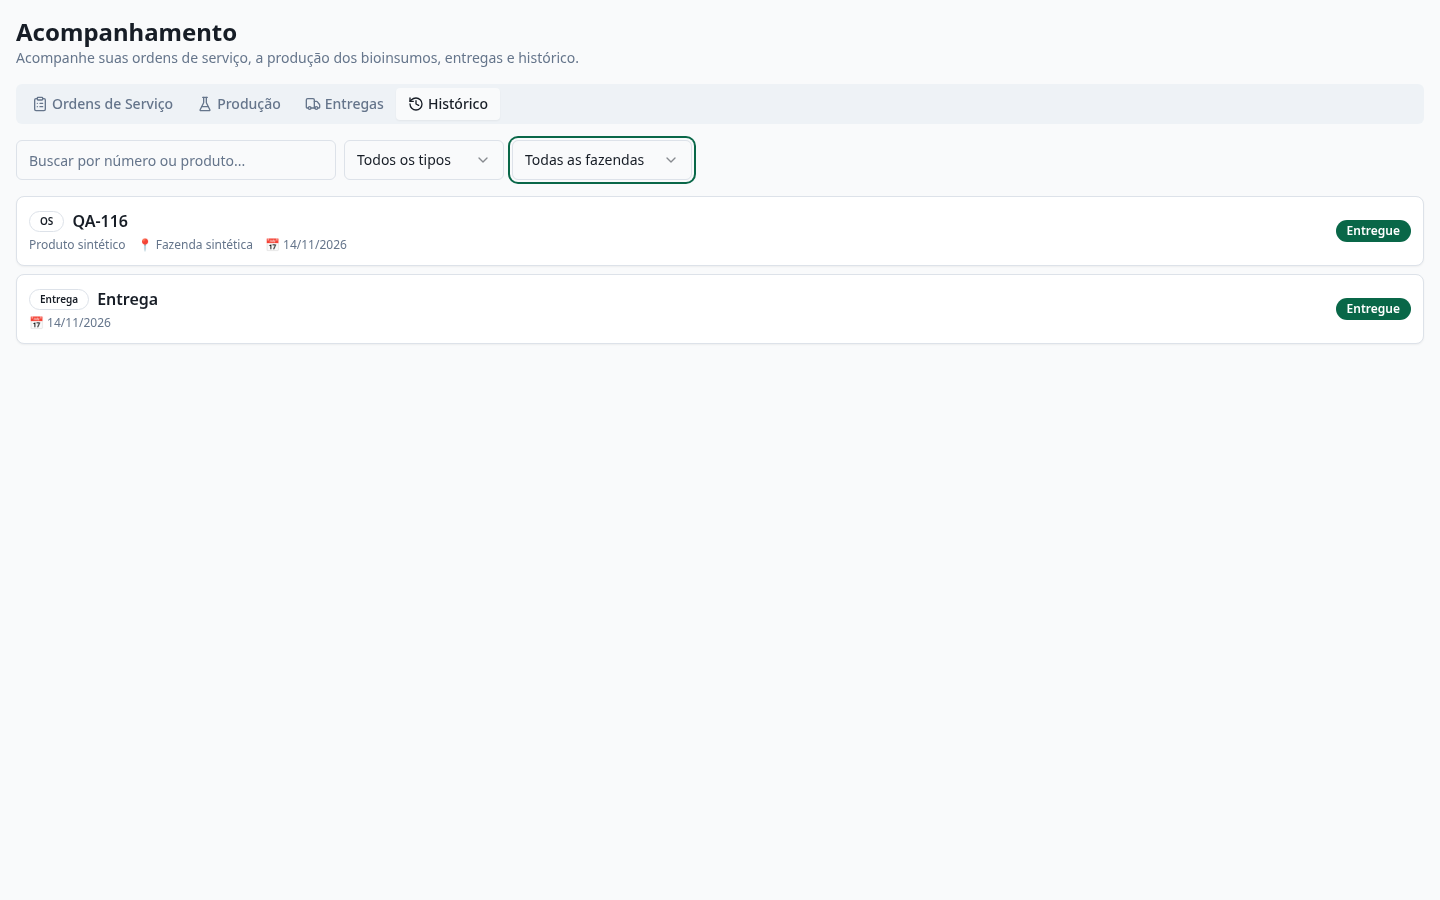 Acompanhamento
Acompanhe suas ordens de serviço, a produção dos bioinsumos, entregas e histórico.
Ordens de Serviço Produção Entregas Histórico
Buscar por número ou produto... Todos os tipos Todas as fazendas
OS QA-116
Produto sintético 📍 Fazenda sintética 📅 14/11/2026
Entregue
Entrega Entrega
📅 14/11/2026
Entregue